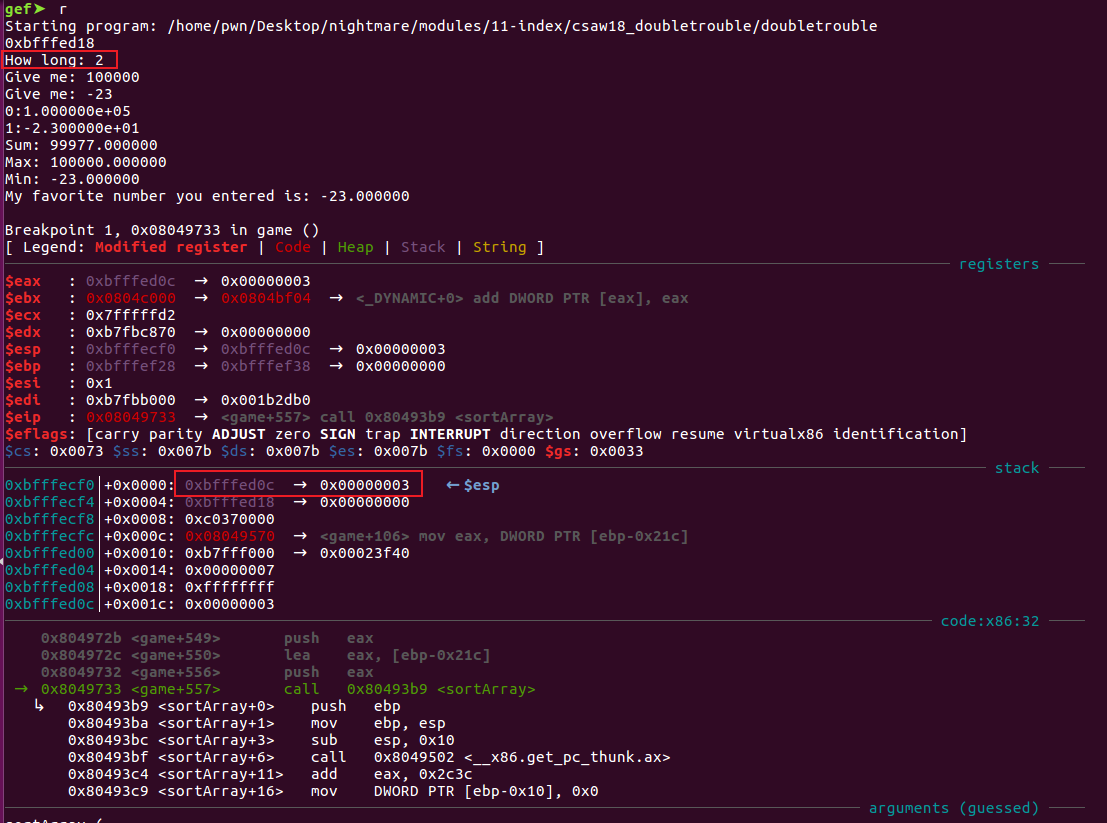 gef➤  r
Starting program: /home/pwn/Desktop/nightmare/modules/11-index/csaw18_doubletrouble/doubletrouble
0xbfffed18
How long: 2
Give me: 100000
Give me: -23
0:1.000000e+05
1:-2.300000e+01
Sum: 99977.000000
Max: 100000.000000
Min: -23.000000
My favorite number you entered is: -23.000000
Breakpoint 1, 0x08049733 in game ()
[ Legend: Modified register | Code | Heap | Stack | String ]
registers
$eax   : 0xbfffed0c  →  0x00000003
$ebx   : 0x0804c000  →  0x0804bf04  →  <_DYNAMIC+0> add DWORD PTR [eax], eax
$ecx   : 0x7fffffd2
$edx   : 0xb7fbc870  →  0x00000000
$esp   : 0xbfffecf0  →  0xbfffed0c  →  0x00000003
$ebp   : 0xbfffef28  →  0xbfffef38  →  0x00000000
$esi   : 0x1
$edi   : 0xb7fbb000  →  0x001b2db0
$eip   : 0x08049733  →  <game+557> call 0x80493b9 <sortArray>
$eflags: [carry parity ADJUST zero SIGN trap INTERRUPT direction overflow resume virtualx86 identification]
$cs: 0x0073 $ss: 0x007b $ds: 0x007b $es: 0x007b $fs: 0x0000 $gs: 0x0033
stack
0xbfffecf0│+0x0000: 0xbfffed0c  →  0x00000003	 ← $esp
0xbfffecf4│+0x0004: 0xbfffed18  →  0x00000000
0xbfffecf8│+0x0008: 0xc0370000
0xbfffecfc│+0x000c: 0x08049570  →  <game+106> mov eax, DWORD PTR [ebp-0x21c]
0xbfffed00│+0x0010: 0xb7fff000  →  0x00023f40
0xbfffed04│+0x0014: 0x00000007
0xbfffed08│+0x0018: 0xffffffff
0xbfffed0c│+0x001c: 0x00000003
code:x86:32
0x804972b <game+549>       push   eax
0x804972c <game+550>       lea    eax, [ebp-0x21c]
0x8049732 <game+556>       push   eax
→  0x8049733 <game+557>       call   0x80493b9 <sortArray>
↳  0x80493b9 <sortArray+0>    push   ebp
0x80493ba <sortArray+1>    mov    ebp, esp
0x80493bc <sortArray+3>    sub    esp, 0x10
0x80493bf <sortArray+6>    call   0x8049502 <__x86.get_pc_thunk.ax>
0x80493c4 <sortArray+11>   add    eax, 0x2c3c
0x80493c9 <sortArray+16>   mov    DWORD PTR [ebp-0x10], 0x0
arguments (guessed)